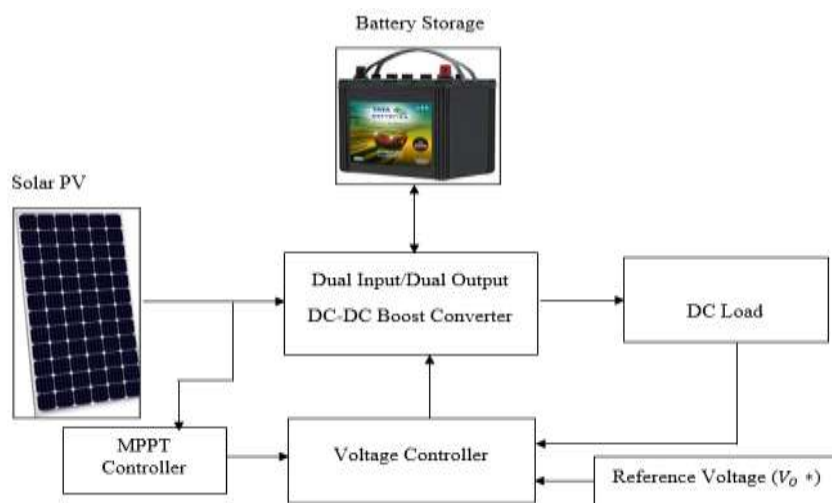 Battery Storage
TATA
Solar PV
Dual Input/Dual Output
DC-DC Boost Converter
DC Load
MPPT
Controller
Voltage Controller
Reference Voltage (V_O *)